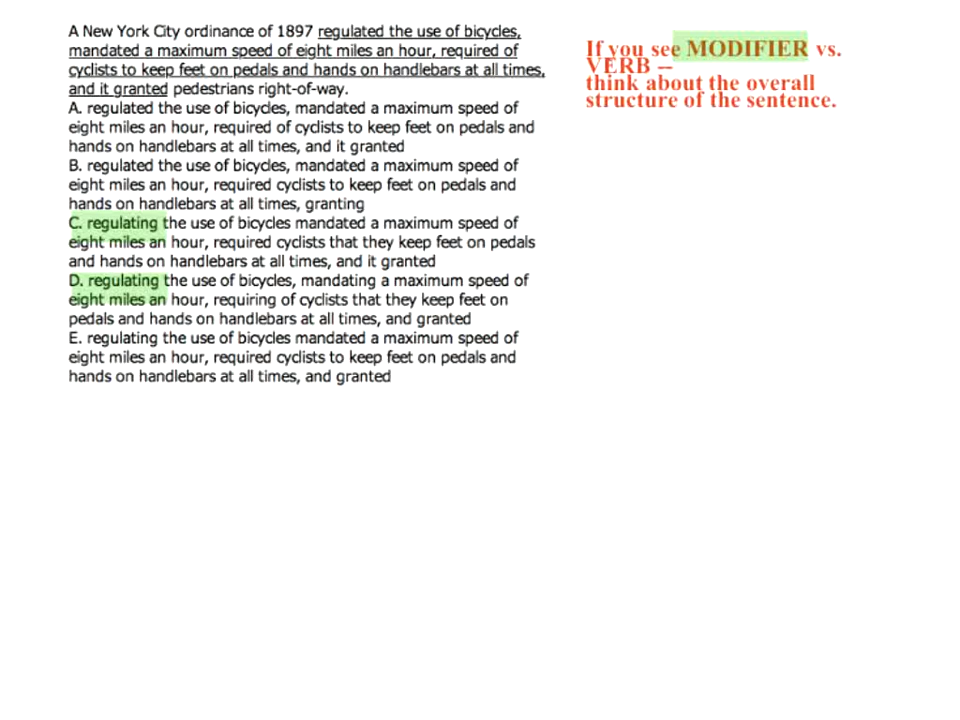 A New York City ordinance of 1897 regulated the use of bicycles,
mandated a maximum speed of eight miles an hour, required of
cyclists to keep feet on pedals and hands on handlebars at all times,
and it granted pedestrians right-of-way.
A. regulated the use of bicycles, mandated a maximum speed of
eight miles an hour, required of cyclists to keep feet on pedals and
hands on handlebars at all times, and it granted
B. regulated the use of bicycles, mandated a maximum speed of
eight miles an hour, required cyclists to keep feet on pedals and
hands on handlebars at all times, granting
C. regulating the use of bicycles mandated a maximum speed of
eight miles an hour, required cyclists that they keep feet on pedals
and hands on handlebars at all times, and it granted
D. regulating the use of bicycles, mandating a maximum speed of
eight miles an hour, requiring of cyclists that they keep feet on
pedals and hands on handlebars at all times, and granted
E. regulating the use of bicycles mandated a maximum speed of
eight miles an hour, required cyclists to keep feet on pedals and
hands on handlebars at all times, and granted
If you see MODIFIER vs.
VERB --
think about the overall
structure of the sentence.